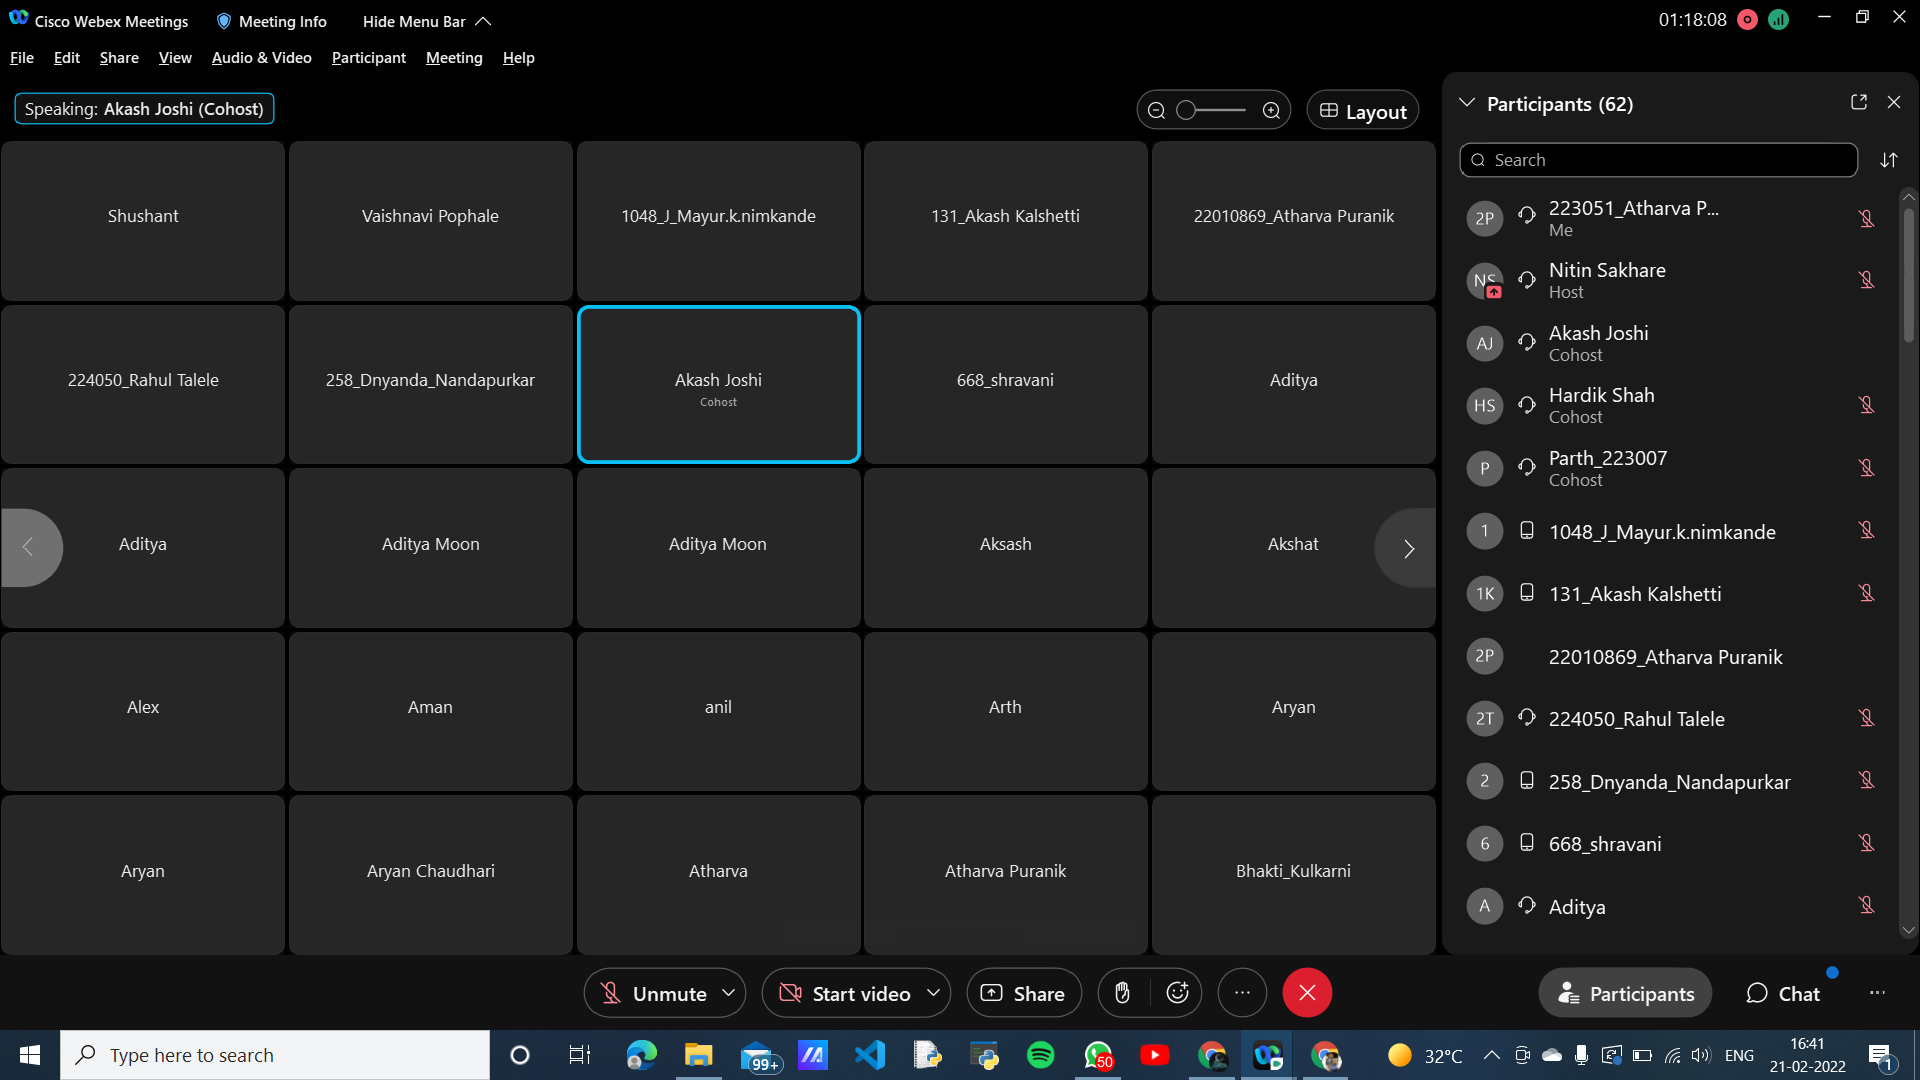 Cisco Webex Meetings
Meeting Info
Hide Menu Bar
01:18:08
File Edit Share View Audio & Video Participant Meeting Help
Speaking: Akash Joshi (Cohost)
Layout
Shushant
Vaishnavi Pophale
1048_J_Mayur.k.nimkande
131_Akash Kalshetti
22010869_Atharva Puranik
224050_Rahul Talele
258_Dnyanda_Nandapurkar
Akash Joshi
Cohost
668_shravani
Aditya
Aditya
Aditya Moon
Aditya Moon
Aksash
Akshat
Alex
Aman
anil
Arth
Aryan
Aryan
Aryan Chaudhari
Atharva
Atharva Puranik
Bhakti_Kulkarni
Participants (62)
Search
2P 223051_Atharva P...
Me
NS Nitin Sakhare
Host
AJ Akash Joshi
Cohost
HS Hardik Shah
Cohost
P Parth_223007
Cohost
1 1048_J_Mayur.k.nimkande
1K 131_Akash Kalshetti
2P 22010869_Atharva Puranik
2T 224050_Rahul Talele
2 258_Dnyanda_Nandapurkar
6 668_shravani
A Aditya
Unmute
Start video
Share
Participants
Chat
Type here to search
99+
50
32°C
ENG
16:41
21-02-2022
1